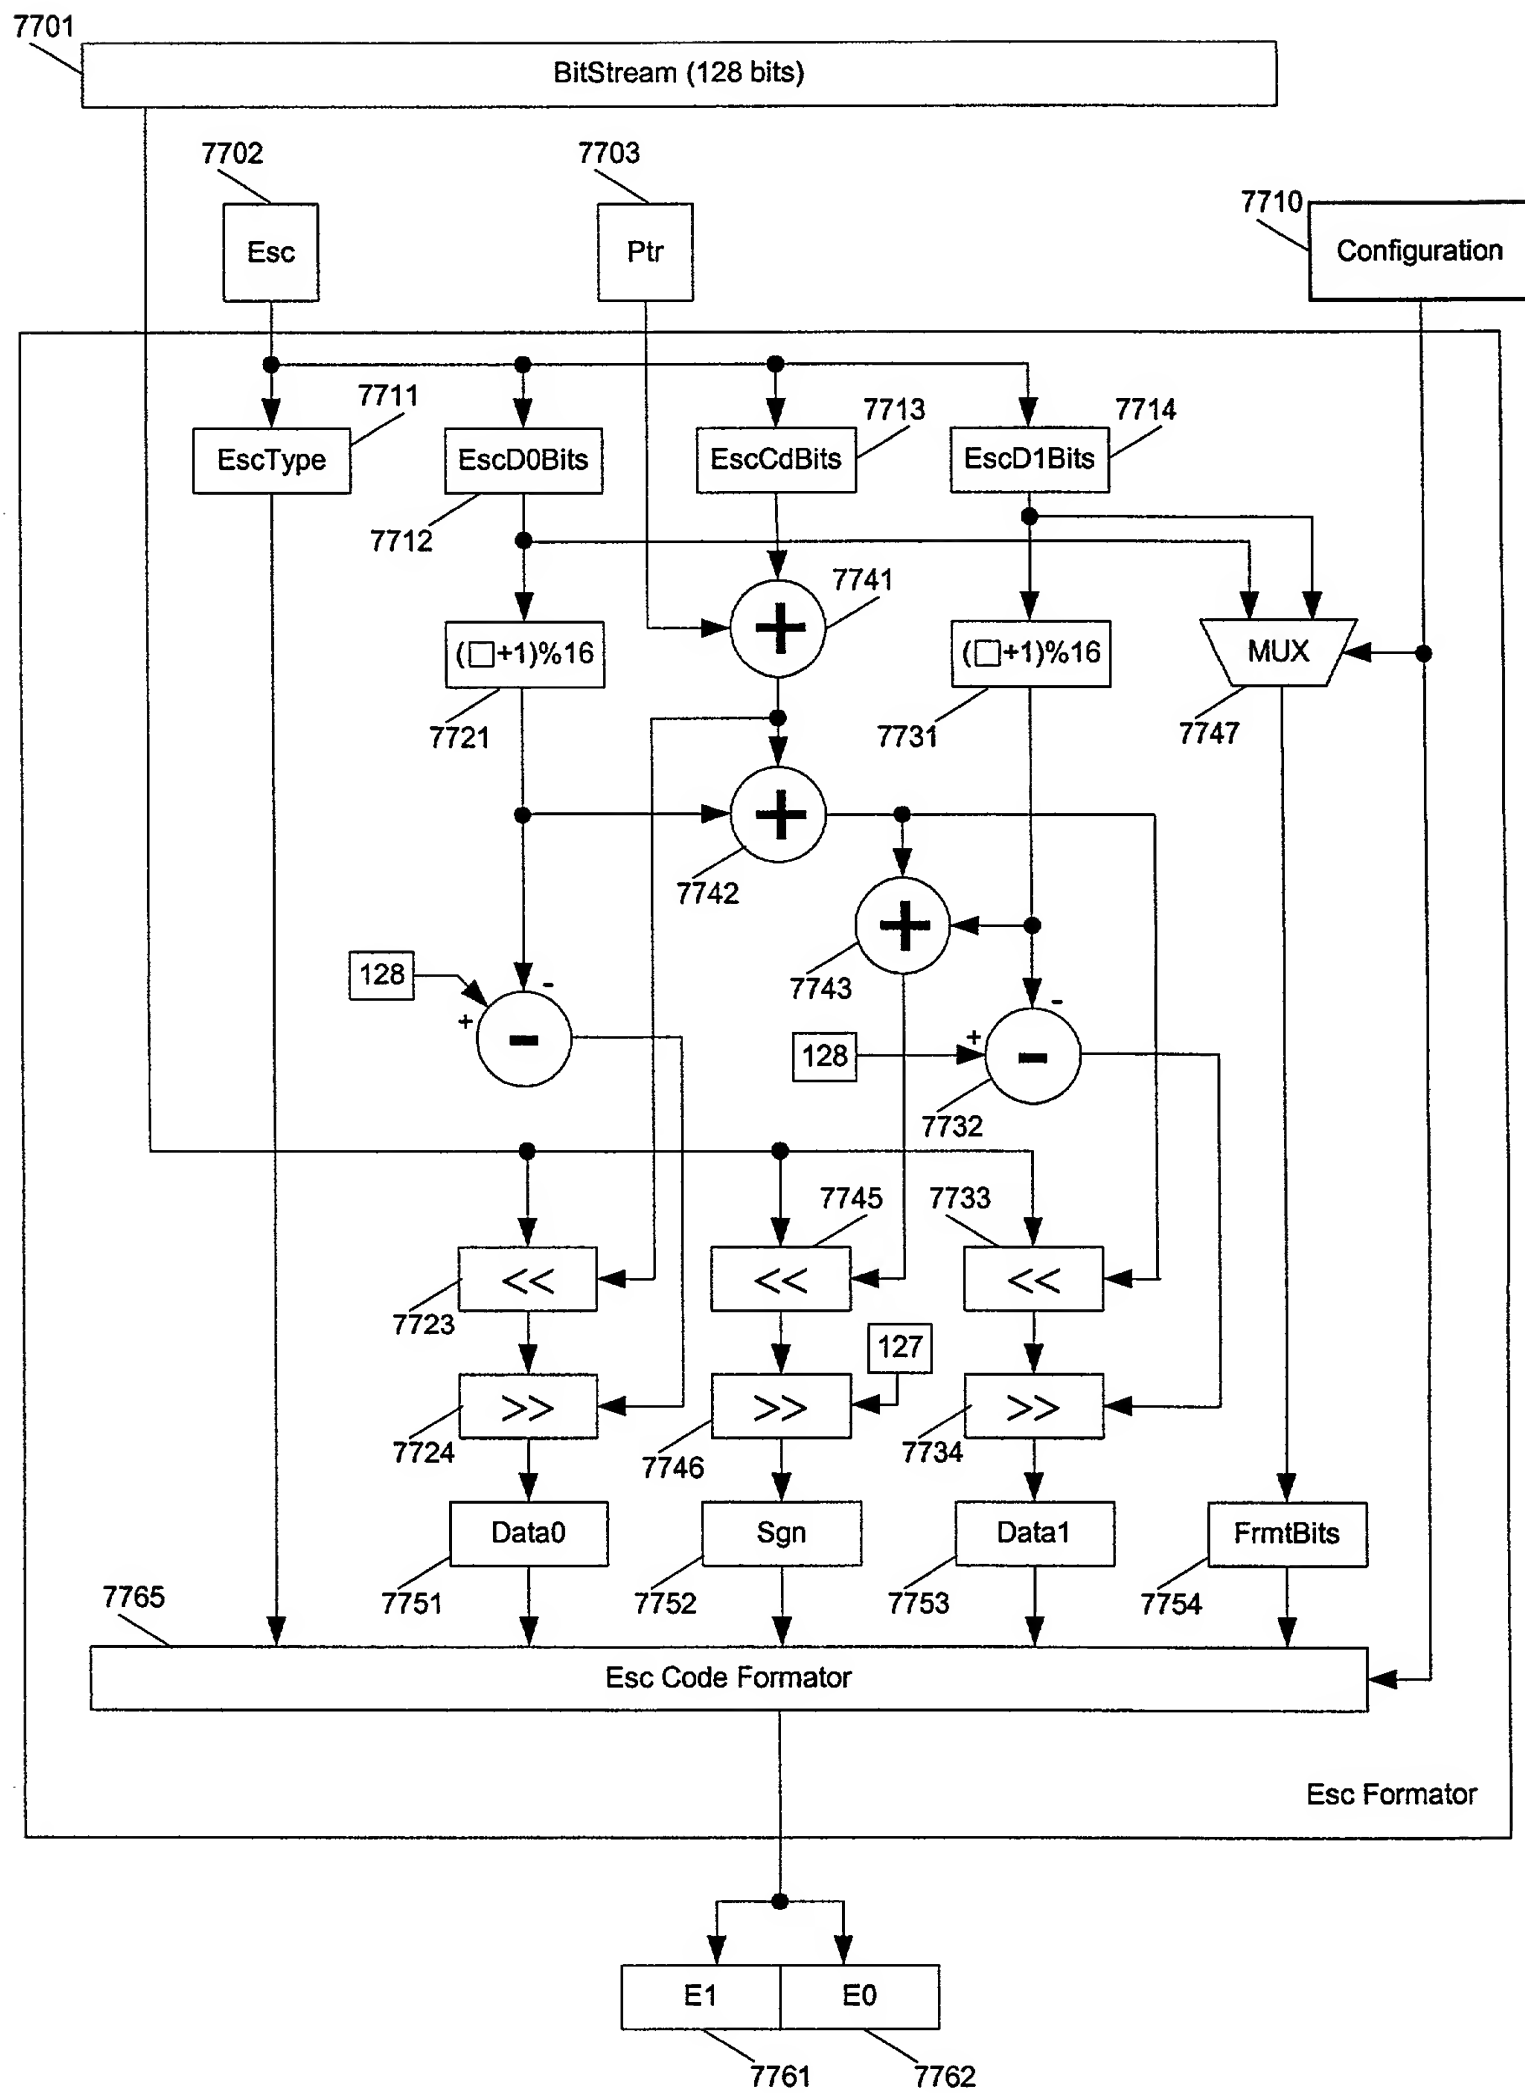 7701
BitStream (128 bits)
7702
7703
7710
Esc
Ptr
Configuration
7711
7713
7714
EscType
EscD0Bits
EscCdBits
EscD1Bits
7712
7741
+
(□+1)%16
(□+1)%16
MUX
7721
7731
7747
+
7742
+
128
-
7743
-
+
-
128
+
-
7732
7745
7733
<<
<<
<<
7723
127
>>
>>
>>
7724
7746
7734
Data0
Sgn
Data1
FrmtBits
7765
7751
7752
7753
7754
Esc Code Formator
Esc Formator
E1
E0
7761
7762